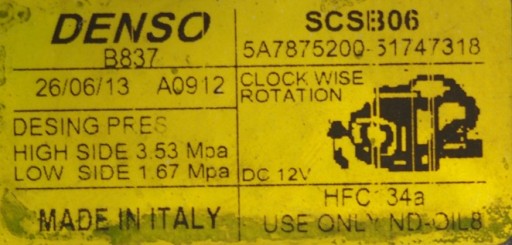 DENSO
B837
SCSB06
5A7875200-51747318
26/06/13 A0912
CLOCK WISE
ROTATION
DESING PRES
HIGH SIDE 3.53 Mpa
LOW SIDE 1.67 Mpa
DC 12V
HFC 134a
MADE IN ITALY
USE ONLY ND-OIL8